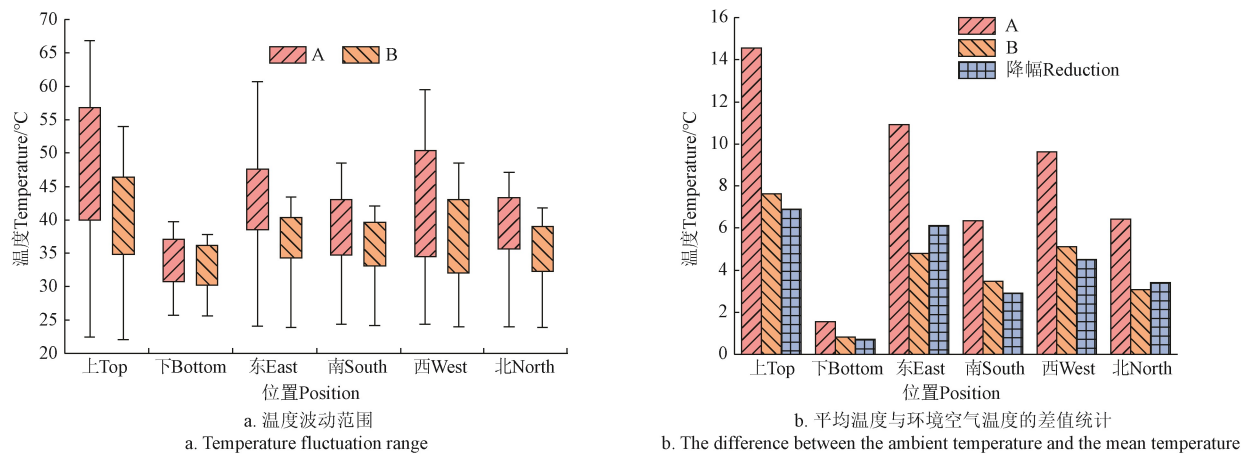 70
65
60
55
50
45
40
35
30
25
20
温度Temperature/℃
A
B
上Top
下Bottom
东East
南South
西West
北North
位置Position
a. 温度波动范围
a. Temperature fluctuation range
16
14
12
10
8
6
4
2
0
温度Temperature/℃
A
B
降幅Reduction
上Top
下Bottom
东East
南South
西West
北North
位置Position
b. 平均温度与环境空气温度的差值统计
b. The difference between the ambient temperature and the mean temperature